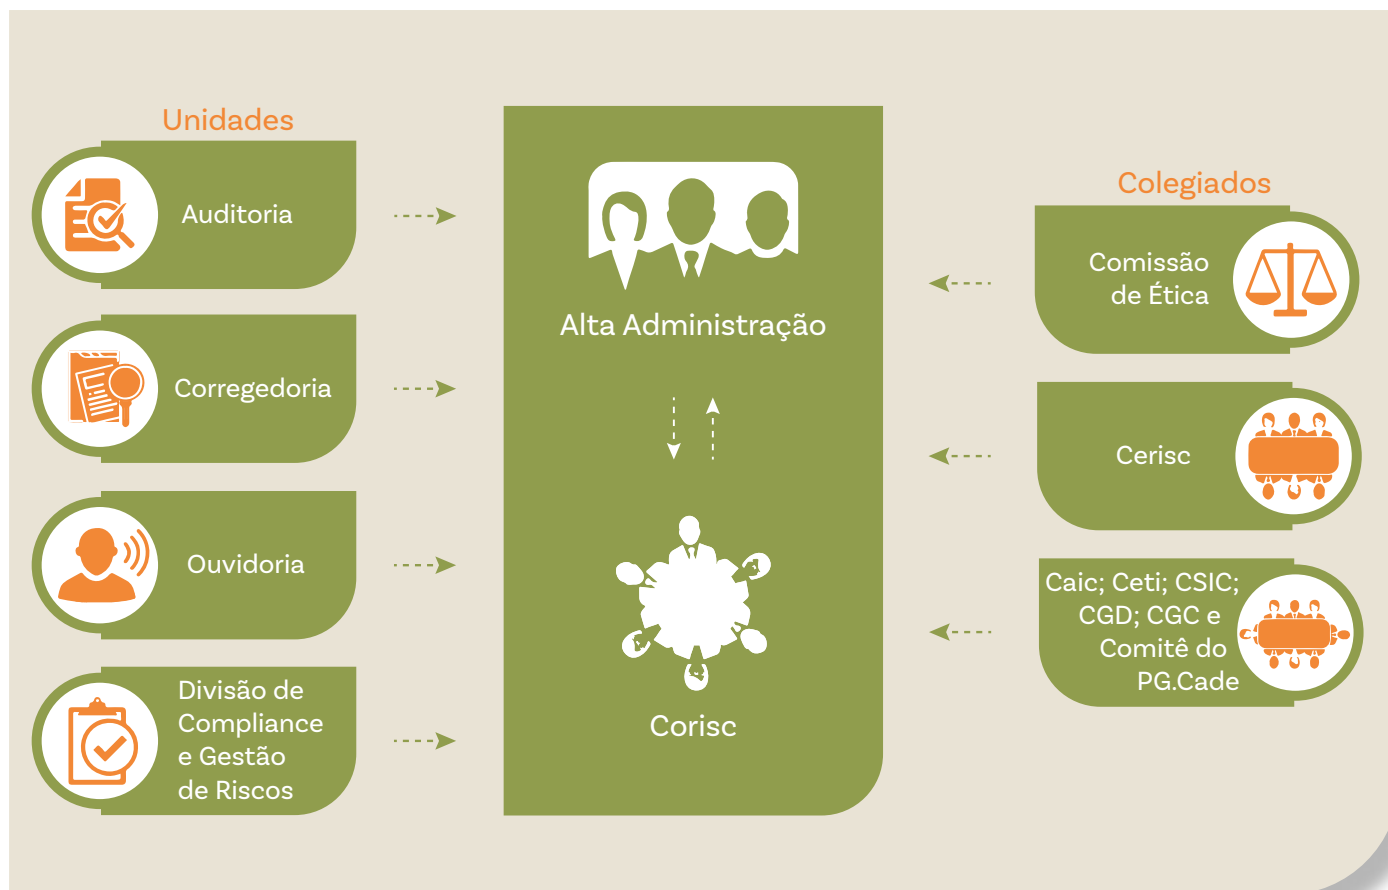 Unidades
Auditoria
Corregedoria
Ouvidoria
Divisão de
Compliance
e Gestão
de Riscos
Alta Administração
Corisc
Colegiados
Comissão
de Ética
Cerisc
Caic; Ceti; CSIC;
CGD; CGC e
Comitê do
PG.Cade